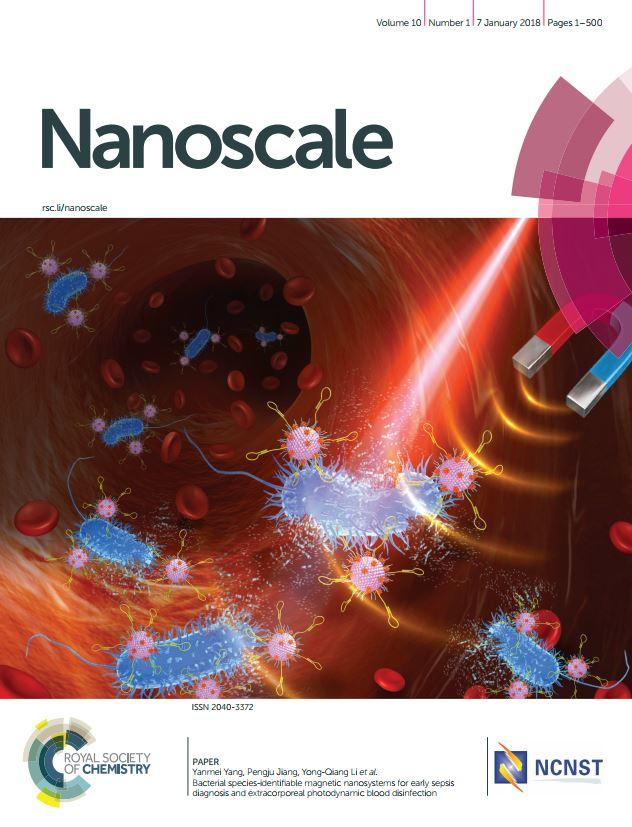 Volume 10 Number 1 7 January 2018 Pages 1–500
Nanoscale
rsc.li/nanoscale
ISSN 2040-3372
ROYAL SOCIETY
OF CHEMISTRY
PAPER
Yanmei Yang, Pengju Jiang, Yong-Qiang Li et al.
Bacterial species-identifiable magnetic nanosystems for early sepsis
diagnosis and extracorporeal photodynamic blood disinfection
NCNST